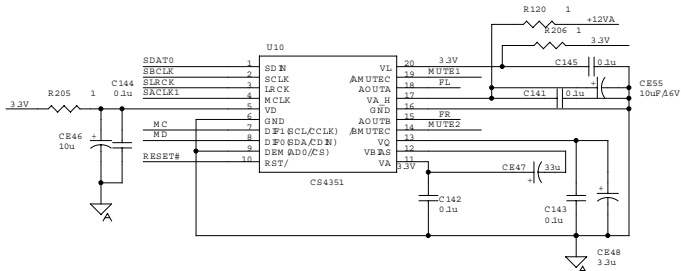 R120 1
+12VA
R206 1
3.3V
U10
SDAT0 1 SDIN VL 20 3.3V C145 0.1u
SBCLK 2 SCLK AMUTEC 19 MUTE1
SLRCK 3 LRCK AOUTA 18 FL
SACLK1 4 MCLK VA_H 17 C141 0.1u
CE55
10uF/16V
3.3V R205 1 C144
0.1u
5 VD GND 16
6 GND AOUTB 15 FR
MC 7 DIF1(SCL/CCLK) BMUTEC 14 MUTE2
MD 8 DIF0(SDA/CDIN) VQ 13
9 DEM(AD0/CS) VBIAS 12
RESET# 10 RST/ VA 11 3.3V
CE46
10u
CE47 33u
CS4351
C142
0.1u
C143
0.1u
CE48
3.3u
A
A